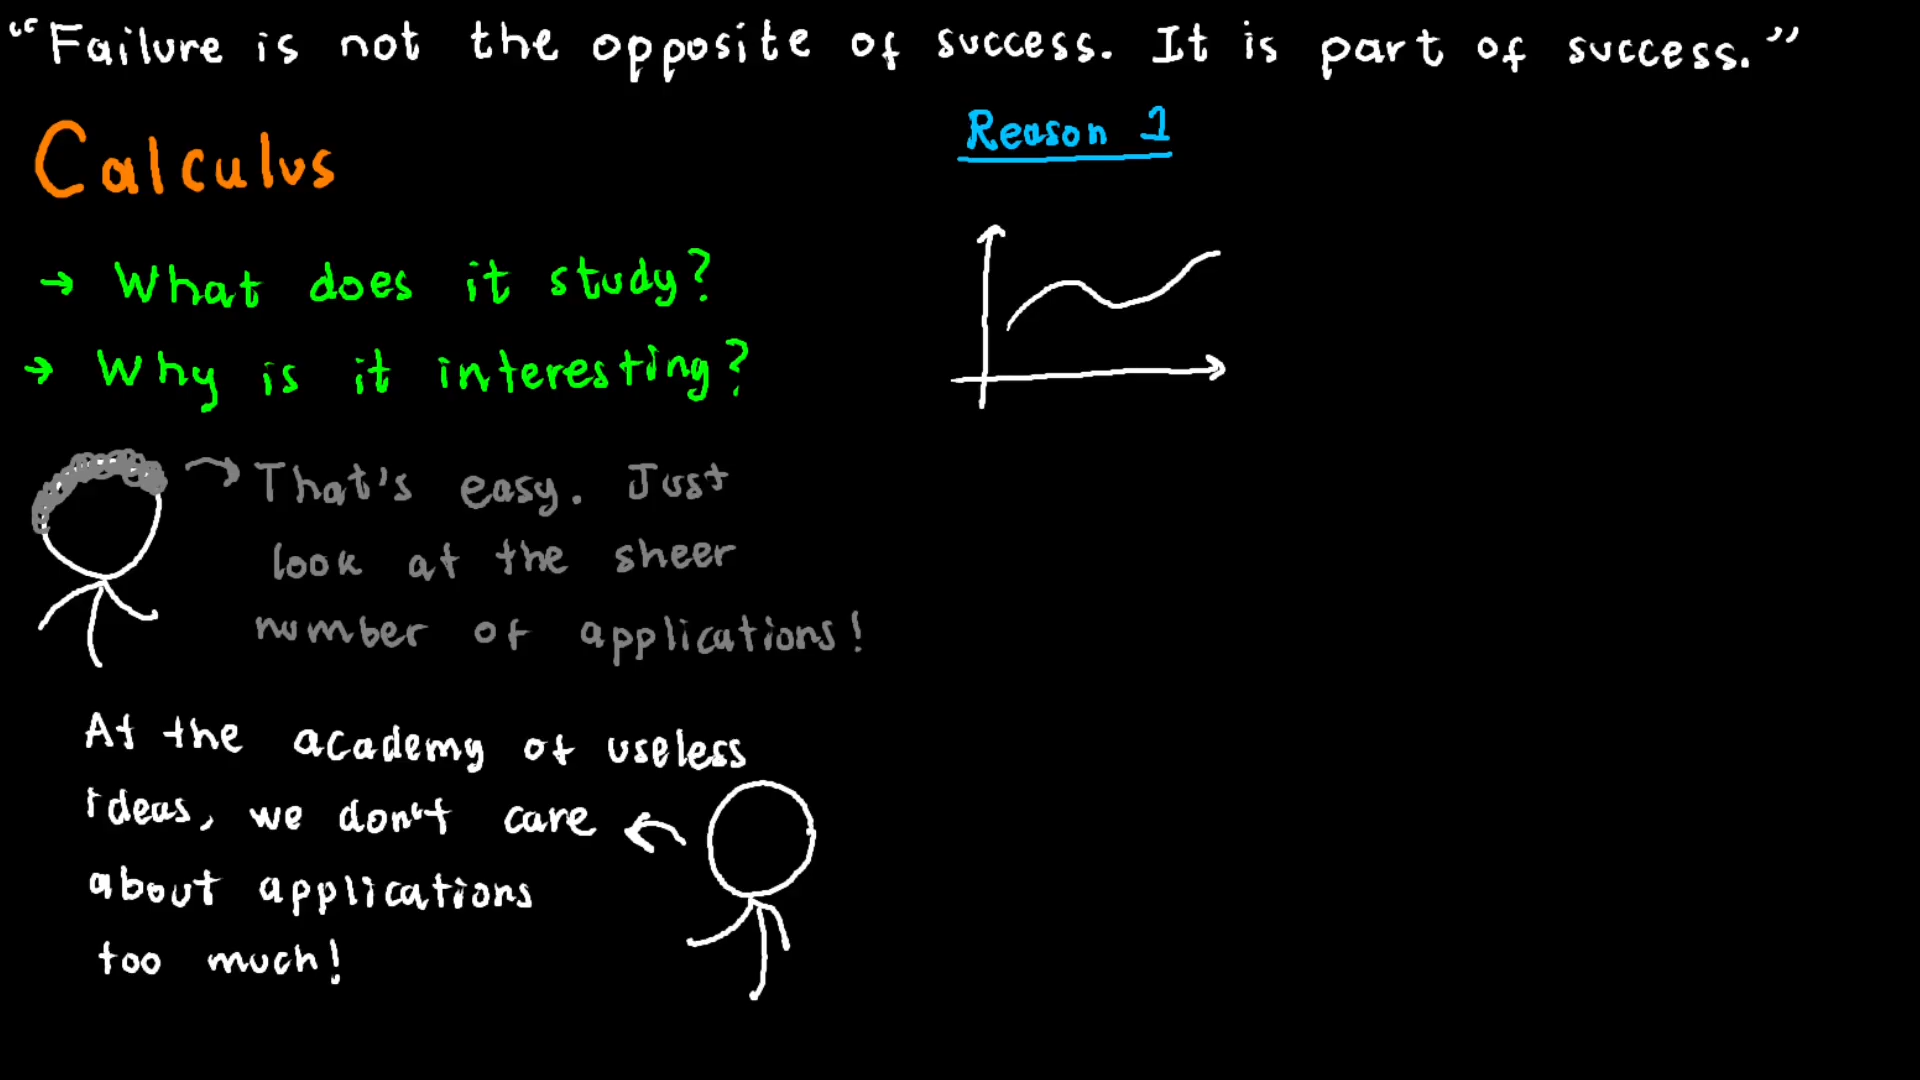 “Failure is not the opposite of success. It is part of success.”
Calculus
→ What does it study?
→ Why is it interesting?
That's easy. Just
look at the sheer
number of applications!
At the academy of useless
ideas, we don't care
about applications
too much!
Reason 1